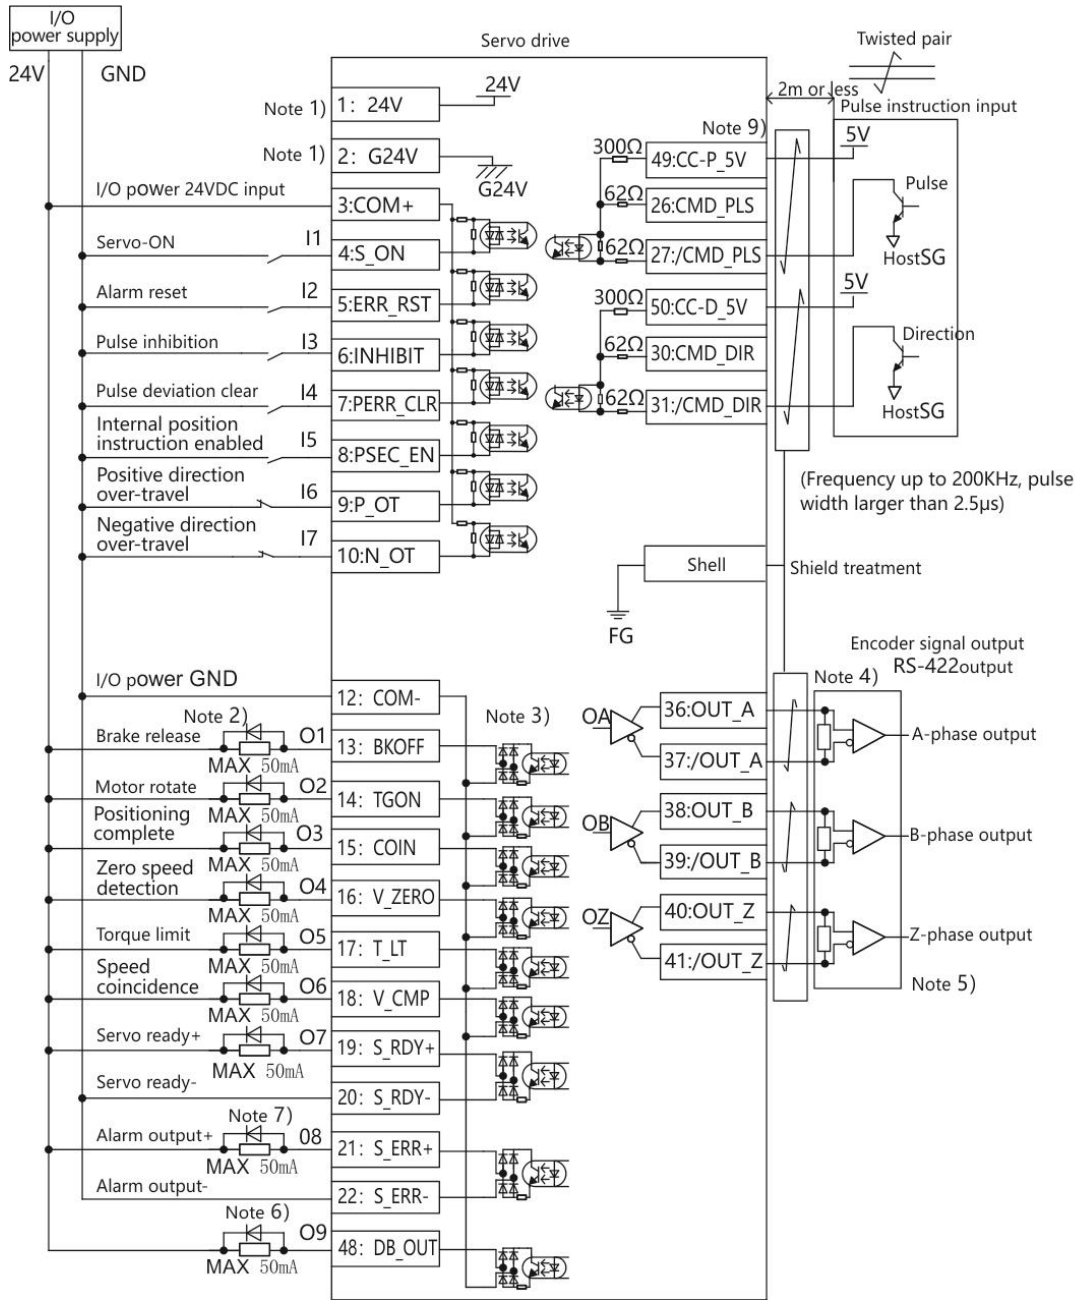 I/O
power supply
24V
GND
Servo drive
Twisted pair
2m or less
Pulse instruction input
Note 1)
1: 24V
24V
Note 1)
2: G24V
G24V
Note 9)
300Ω
49:CC-P_5V
5V
I/O power 24VDC input
3:COM+
62Ω
26:CMD_PLS
Pulse
Servo-ON
I1
4:S_ON
62Ω
27:/CMD_PLS
HostSG
Alarm reset
I2
5:ERR_RST
300Ω
50:CC-D_5V
5V
Pulse inhibition
I3
6:INHIBIT
62Ω
30:CMD_DIR
Direction
Pulse deviation clear
I4
7:PERR_CLR
62Ω
31:/CMD_DIR
HostSG
Internal position
instruction enabled
I5
8:PSEC_EN
Positive direction
over-travel
I6
9:P_OT
(Frequency up to 200KHz, pulse
width larger than 2.5µs)
Negative direction
over-travel
I7
10:N_OT
Shell
Shield treatment
FG
Encoder signal output
RS-422output
I/O power GND
12: COM-
Note 4)
Note 2)
Note 3)
Brake release
O1
MAX 50mA
13: BKOFF
OA
36:OUT_A
37:/OUT_A
A-phase output
Motor rotate
O2
MAX 50mA
14: TGON
Positioning
complete
O3
MAX 50mA
15: COIN
OB
38:OUT_B
39:/OUT_B
B-phase output
Zero speed
detection
O4
MAX 50mA
16: V_ZERO
OZ
40:OUT_Z
41:/OUT_Z
Z-phase output
Note 5)
Torque limit
O5
MAX 50mA
17: T_LT
Speed
coincidence
O6
MAX 50mA
18: V_CMP
Servo ready+
O7
MAX 50mA
19: S_RDY+
Servo ready-
20: S_RDY-
Note 7)
Alarm output+
08
MAX 50mA
21: S_ERR+
Alarm output-
22: S_ERR-
Note 6)
O9
MAX 50mA
48: DB_OUT